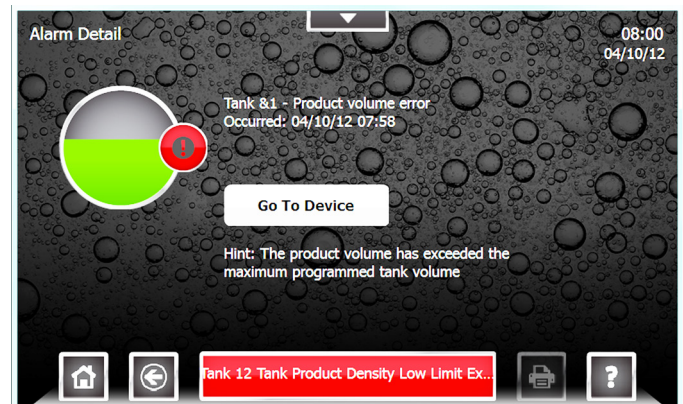 Alarm Detail
08:00
04/10/12
Tank &1 - Product volume error
Occurred: 04/10/12 07:58
Go To Device
Hint: The product volume has exceeded the
maximum programmed tank volume
Tank 12 Tank Product Density Low Limit Ex...
?